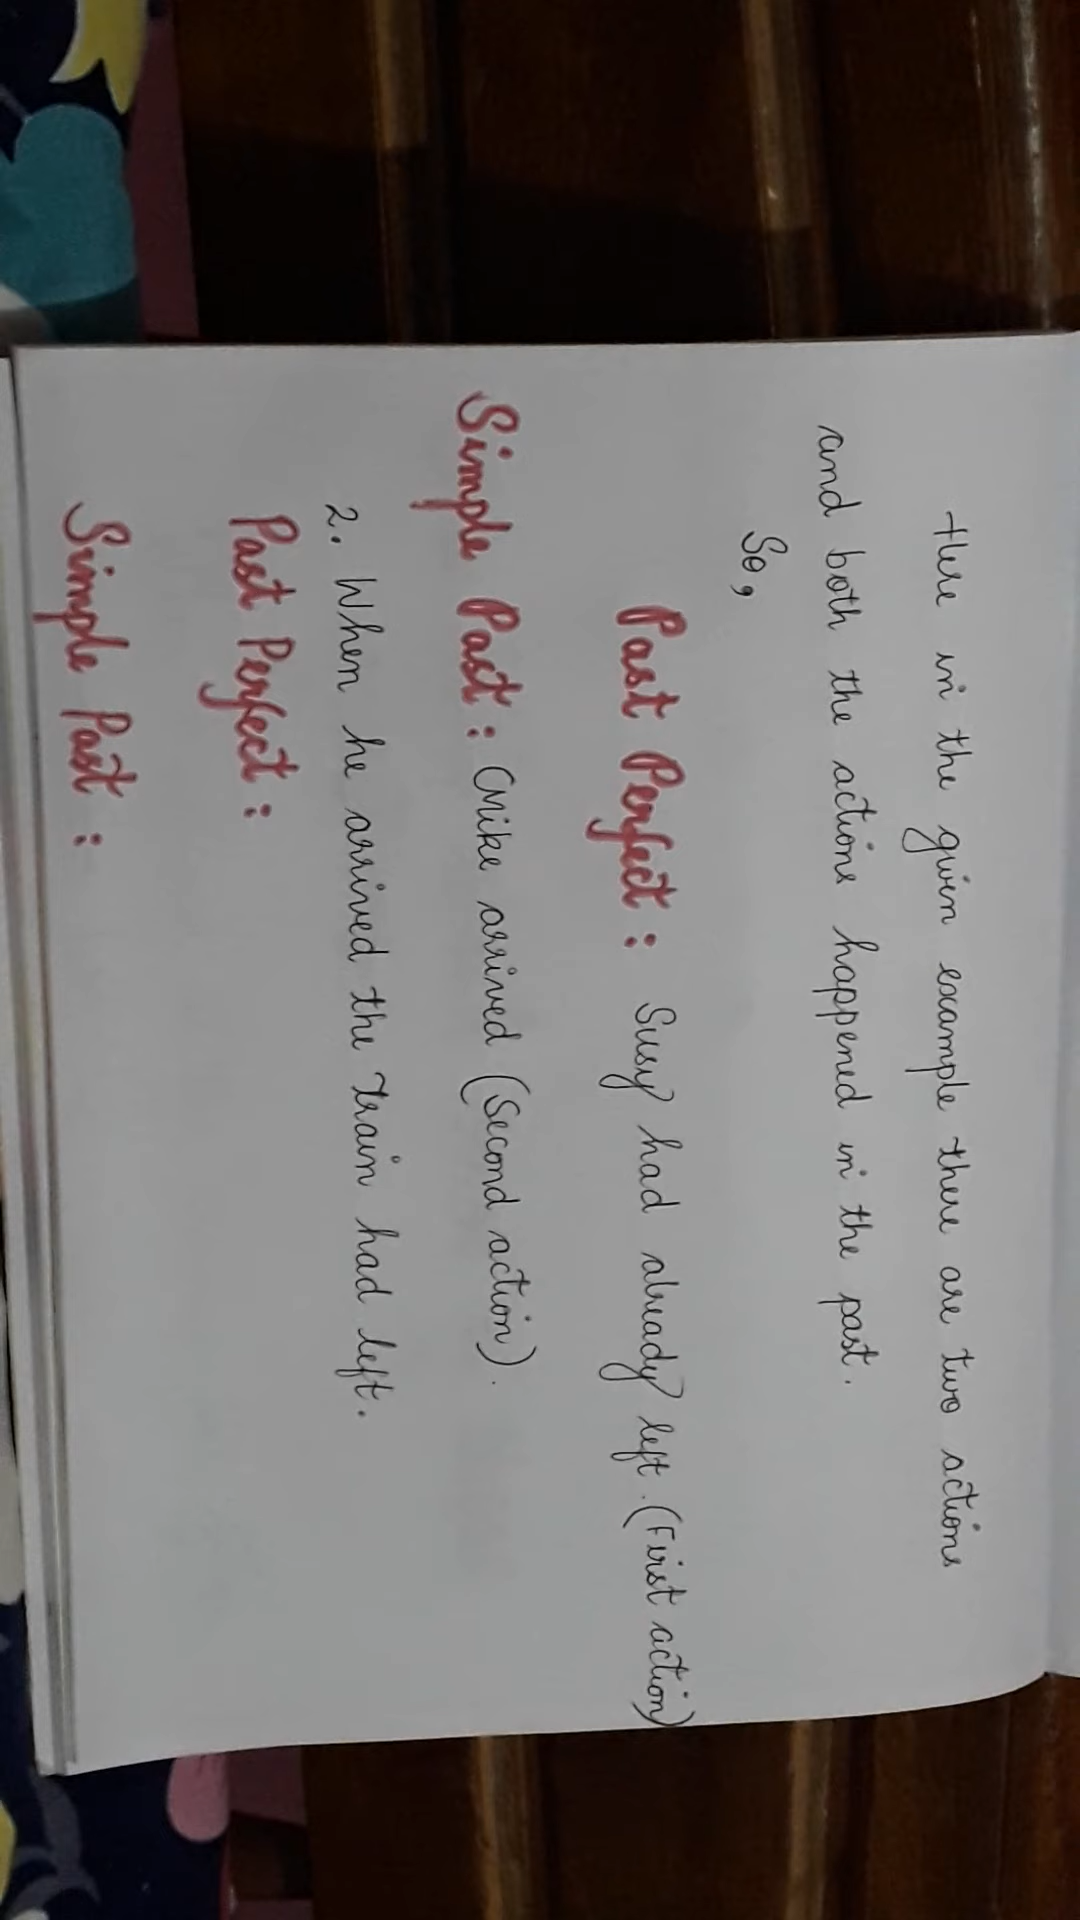 Here in the given example there are two actions
and both the actions happened in the past.
So,
Past Perfect : Susy had already left. (First action)
Simple Past : Mike arrived (Second action).
2. When he arrived the train had left.
Past Perfect :
Simple Past :